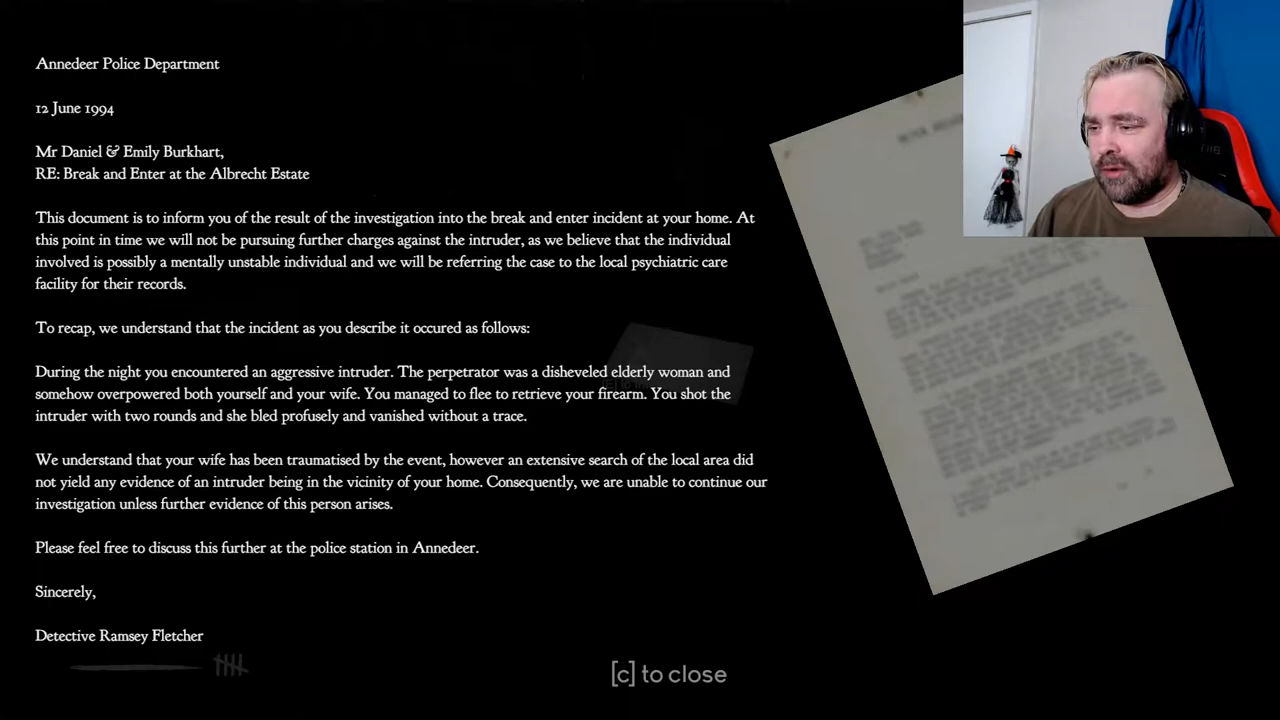 Annedeer Police Department
12 June 1994
Mr Daniel & Emily Burkhart,
RE: Break and Enter at the Albrecht Estate
This document is to inform you of the result of the investigation into the break and enter incident at your home. At
this point in time we will not be pursuing further charges against the intruder, as we believe that the individual
involved is possibly a mentally unstable individual and we will be referring the case to the local psychiatric care
facility for their records.
To recap, we understand that the incident as you describe it occured as follows:
During the night you encountered an aggressive intruder. The perpetrator was a disheveled elderly woman and
somehow overpowered both yourself and your wife. You managed to flee to retrieve your firearm. You shot the
intruder with two rounds and she bled profusely and vanished without a trace.
We understand that your wife has been traumatised by the event, however an extensive search of the local area did
not yield any evidence of an intruder being in the vicinity of your home. Consequently, we are unable to continue our
investigation unless further evidence of this person arises.
Please feel free to discuss this further at the police station in Annedeer.
Sincerely,
Detective Ramsey Fletcher
[c] to close